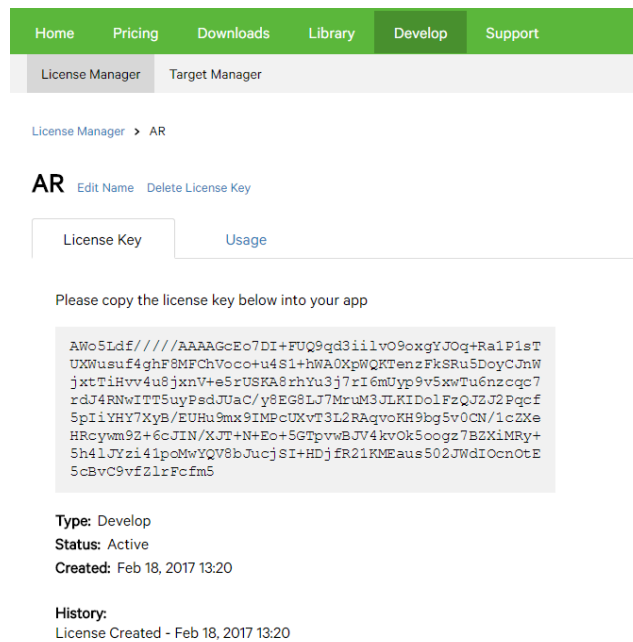 Home Pricing Downloads Library Develop Support
License Manager Target Manager
License Manager > AR
AR Edit Name Delete License Key
License Key Usage
Please copy the license key below into your app
AWo5Ldf/////AAAAGcEo7DI+FUQ9qd3iilvO9oxgYJOq+Ra1P1sT
UXWusuf4ghF8MFChVoco+u4S1+hWA0XpWQKTenzFkSRu5DoyCJnW
jxtTiHvv4u8jxnV+e5rUSKA8rhYu3j7rI6mUyp9v5xwTu6nzcqc7
rdJ4RNwITT5uyPsdJUaC/y8EG8LJ7MruM3JLKIDolFzQJZJ2Pqcf
5pIiYHY7XyB/EUHu9mx9IMPcUXvT3L2RAqvoKH9bg5v0CN/1cZXe
HRcywm9Z+6cJIN/XJT+N+Eo+5GTpvwBJV4kvOk5oogz7BZXiMRy+
5h4lJYzi41poMwYQV8bJucjSI+HDjfR21KMEaus502JWdIOcnOtE
5cBvC9vfZlrFcfm5
Type: Develop
Status: Active
Created: Feb 18, 2017 13:20
History:
License Created - Feb 18, 2017 13:20